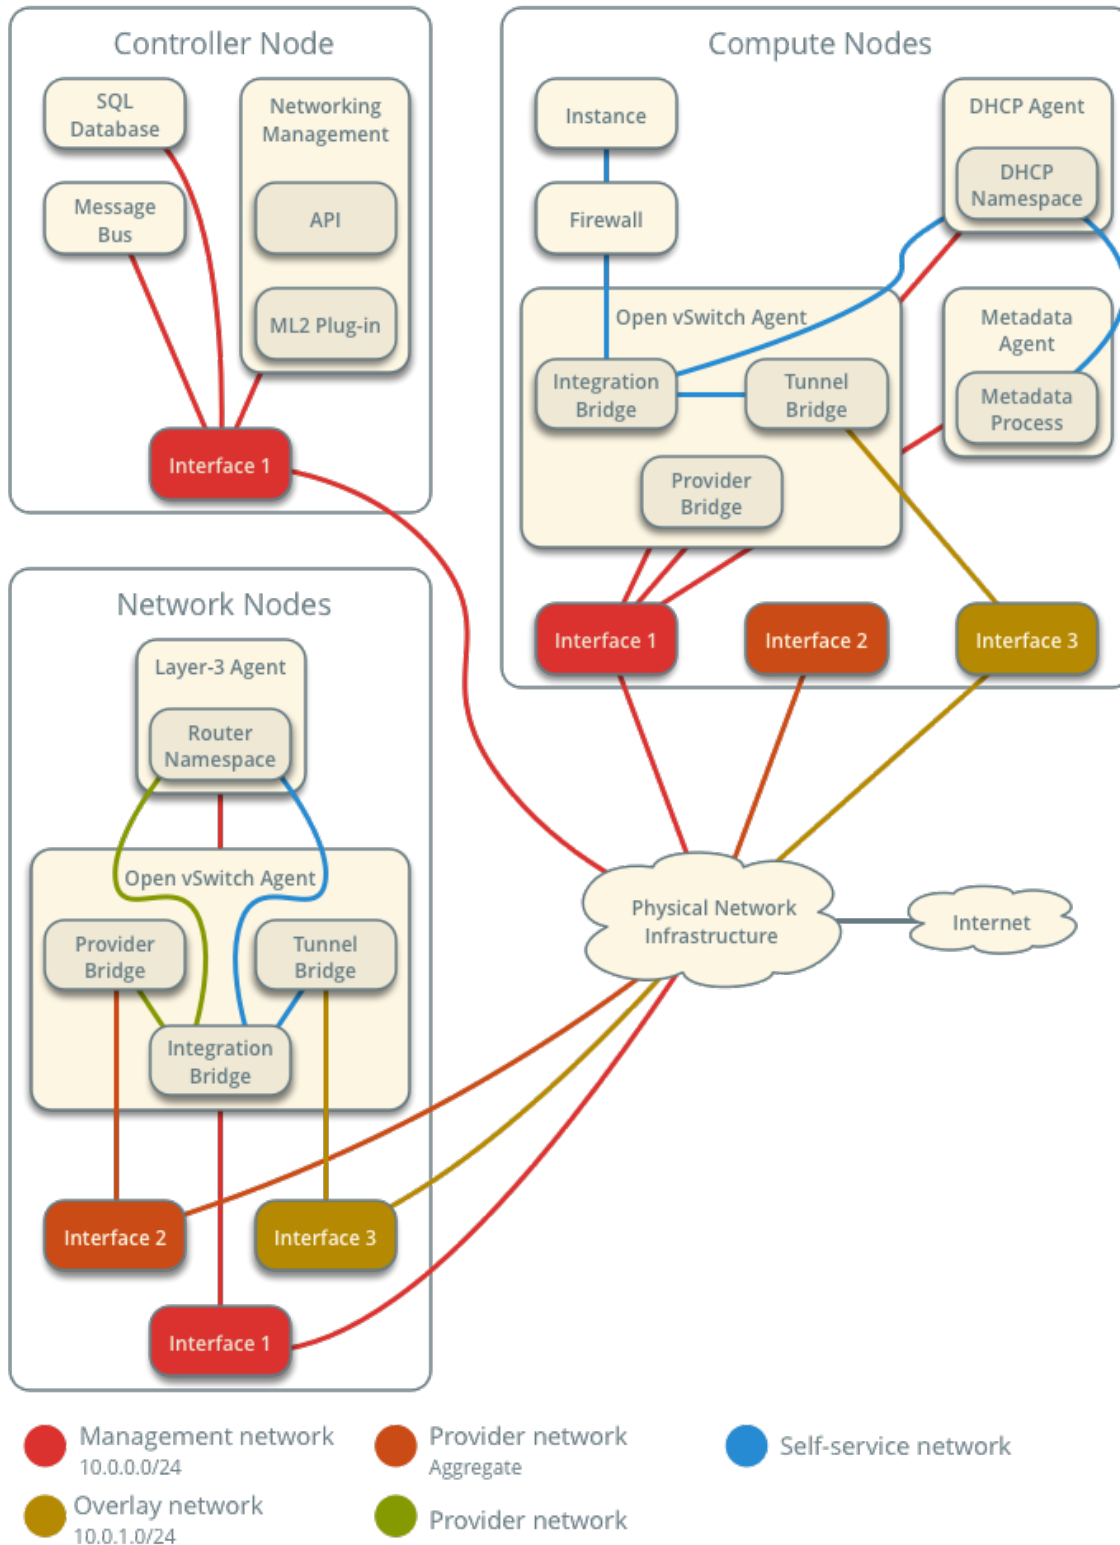 Controller Node
SQL
Database
Networking
Management
Message
Bus
API
ML2 Plug-in
Interface 1
Compute Nodes
Instance
DHCP Agent
DHCP
Namespace
Firewall
Open vSwitch Agent
Metadata
Agent
Integration
Bridge
Tunnel
Bridge
Metadata
Process
Provider
Bridge
Interface 1
Interface 2
Interface 3
Network Nodes
Layer-3 Agent
Router
Namespace
Open vSwitch Agent
Provider
Bridge
Tunnel
Bridge
Integration
Bridge
Interface 2
Interface 3
Interface 1
Physical Network
Infrastructure
Internet
Management network
10.0.0.0/24
Provider network
Aggregate
Self-service network
Overlay network
10.0.1.0/24
Provider network